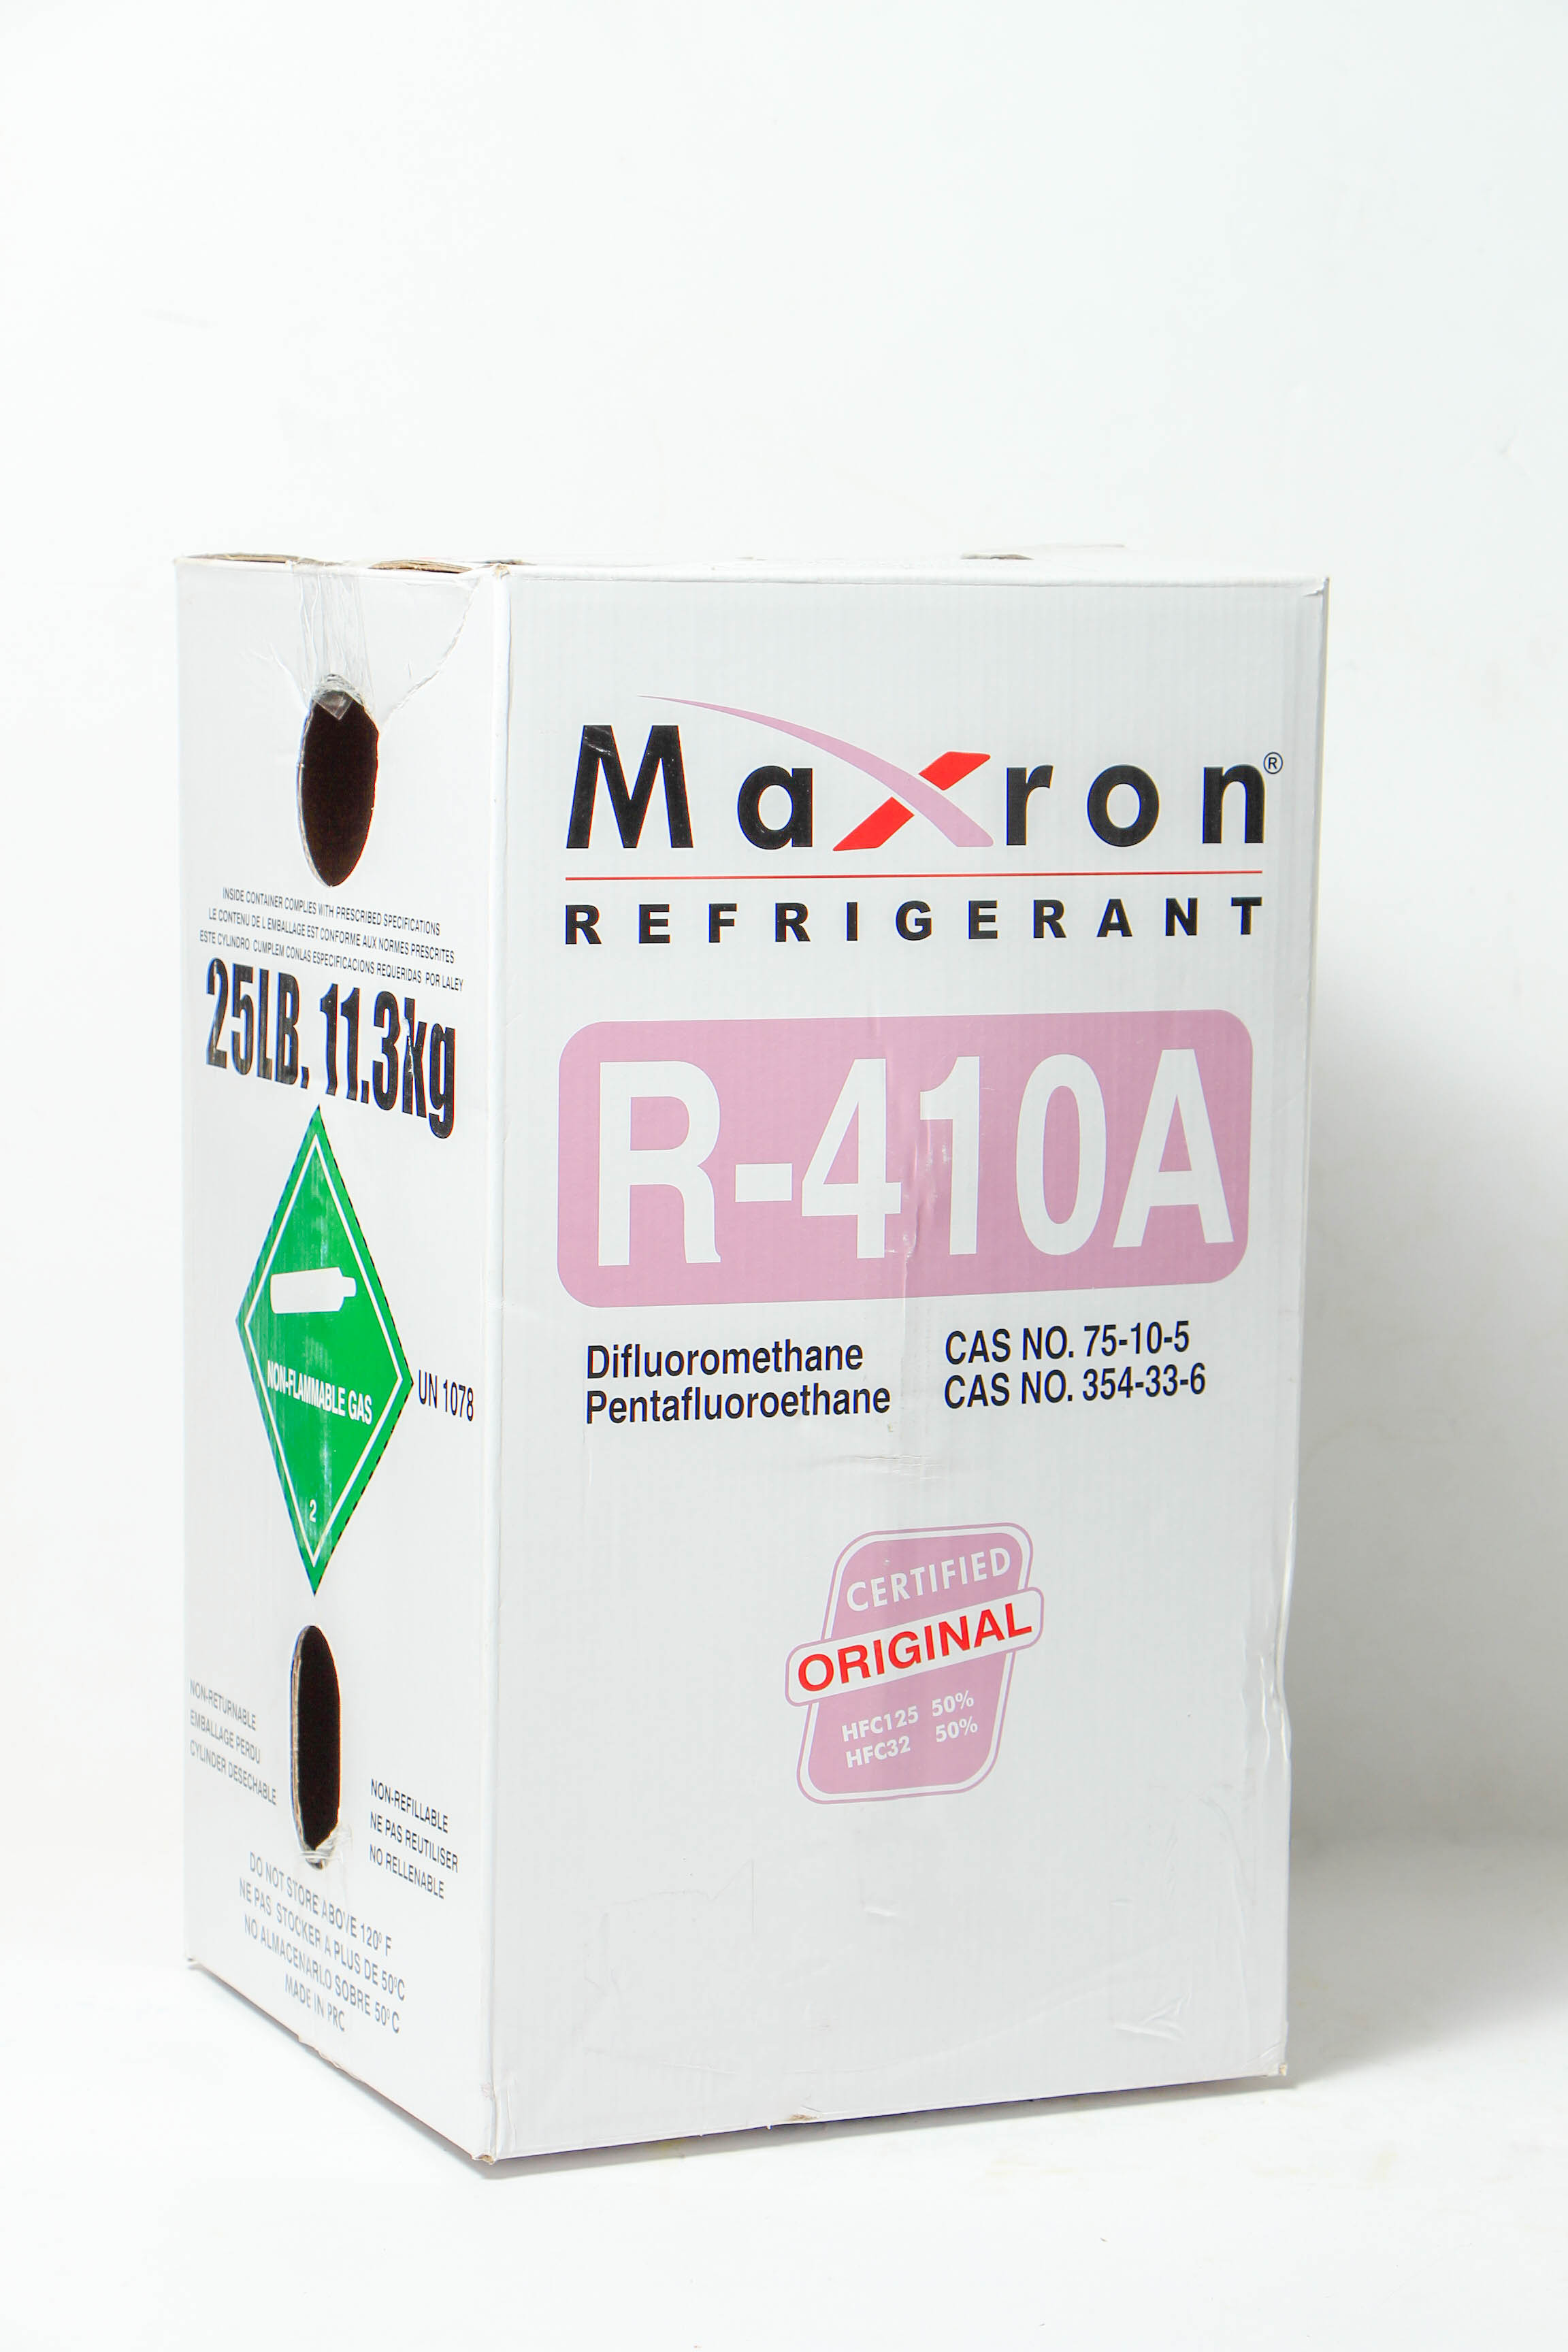 INSIDE CONTAINER COMPLIES WITH PRESCRIBED SPECIFICATIONS
LE CONTENU DE L EMBALLAGE EST CONFORME AUX NORMES PRESCRITES
ESTE CYLINDRO CUMPLEM CONLAS ESPECIFICACIONS REQUERIDAS POR LALEY
25LB. 11.3kg
NON-FLAMMABLE GAS
2
UN 1078
NON-RETURNABLE
EMBALLAGE PERDU
CYLINDER DESECHABLE
NON-REFILLABLE
NE PAS REUTILISER
NO RELLENABLE
DO NOT STORE ABOVE 120° F
NE PAS STOCKER A PLUS DE 50°C
NO ALMACENARLO SOBRE 50°C
MADE IN PRC
Maxron®
REFRIGERANT
R-410A
Difluoromethane CAS NO. 75-10-5
Pentafluoroethane CAS NO. 354-33-6
CERTIFIED
ORIGINAL
HFC125 50%
HFC32 50%